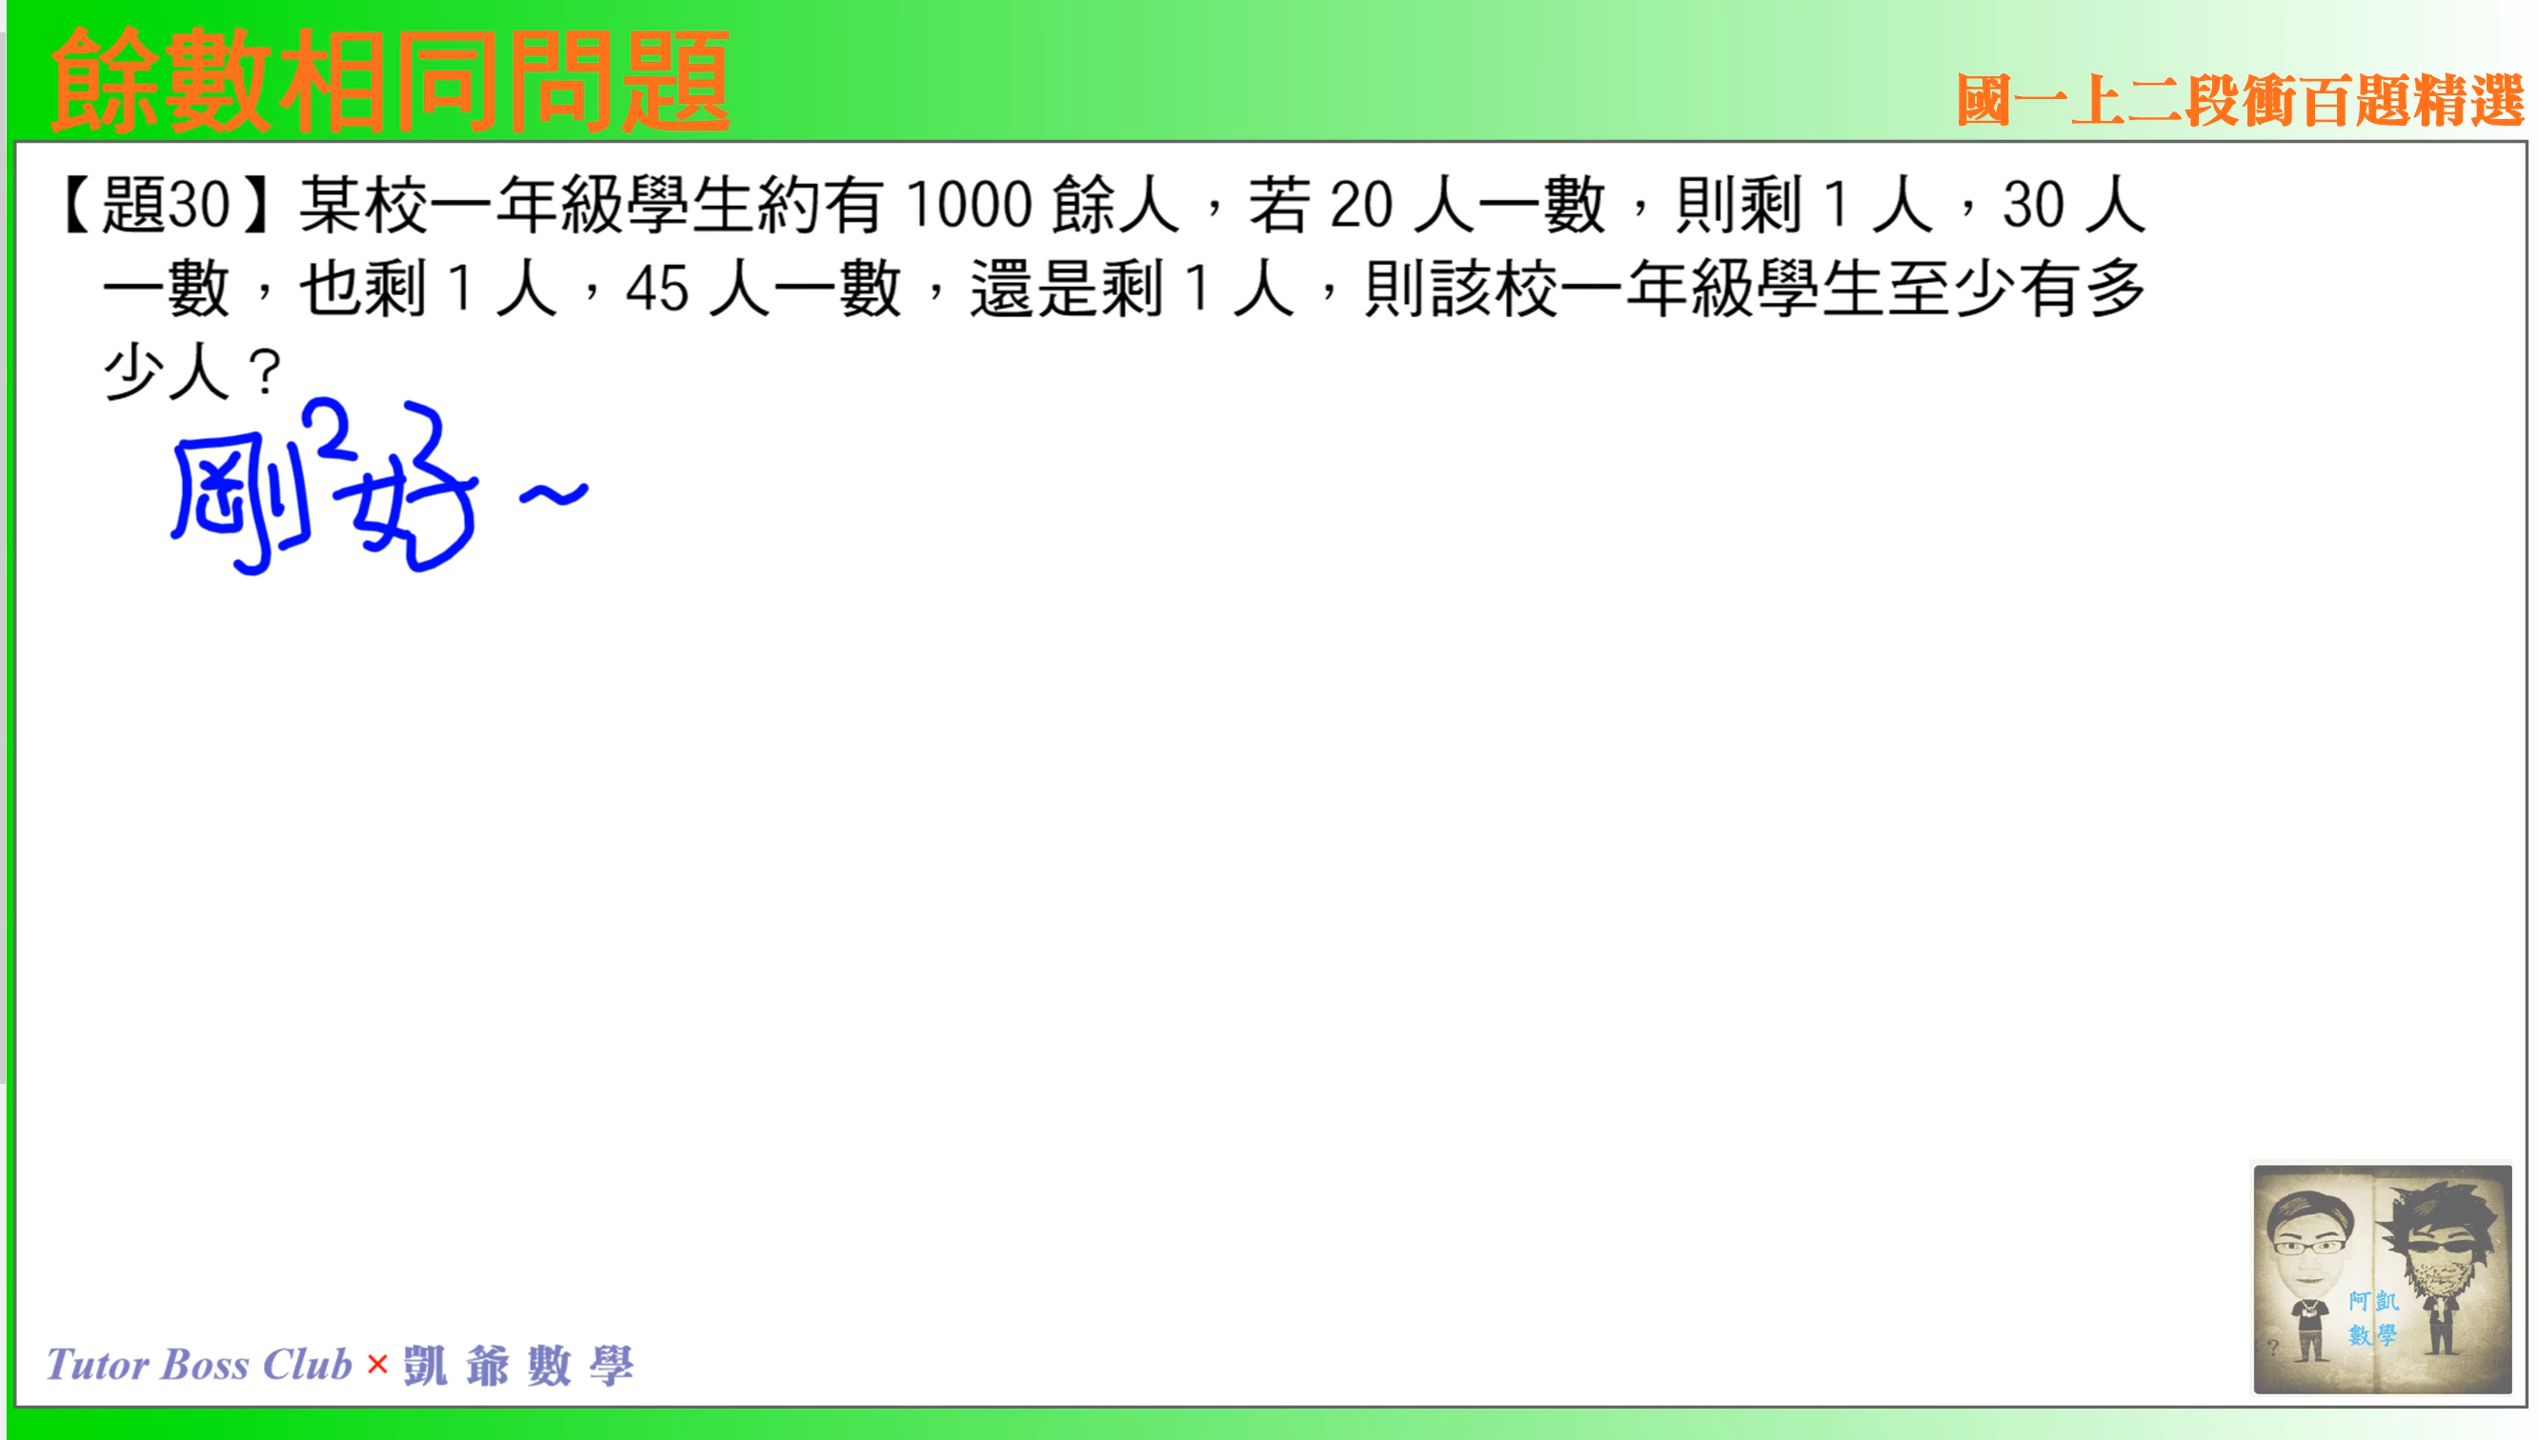 餘數相同問題
國一上二段衝百題精選
【題30】某校一年級學生約有 1000 餘人，若 20 人一數，則剩 1 人，30 人
一數，也剩 1 人，45 人一數，還是剩 1 人，則該校一年級學生至少有多
少人？
剛²好～
阿凱
數學
?
Tutor Boss Club × 凱爺數學